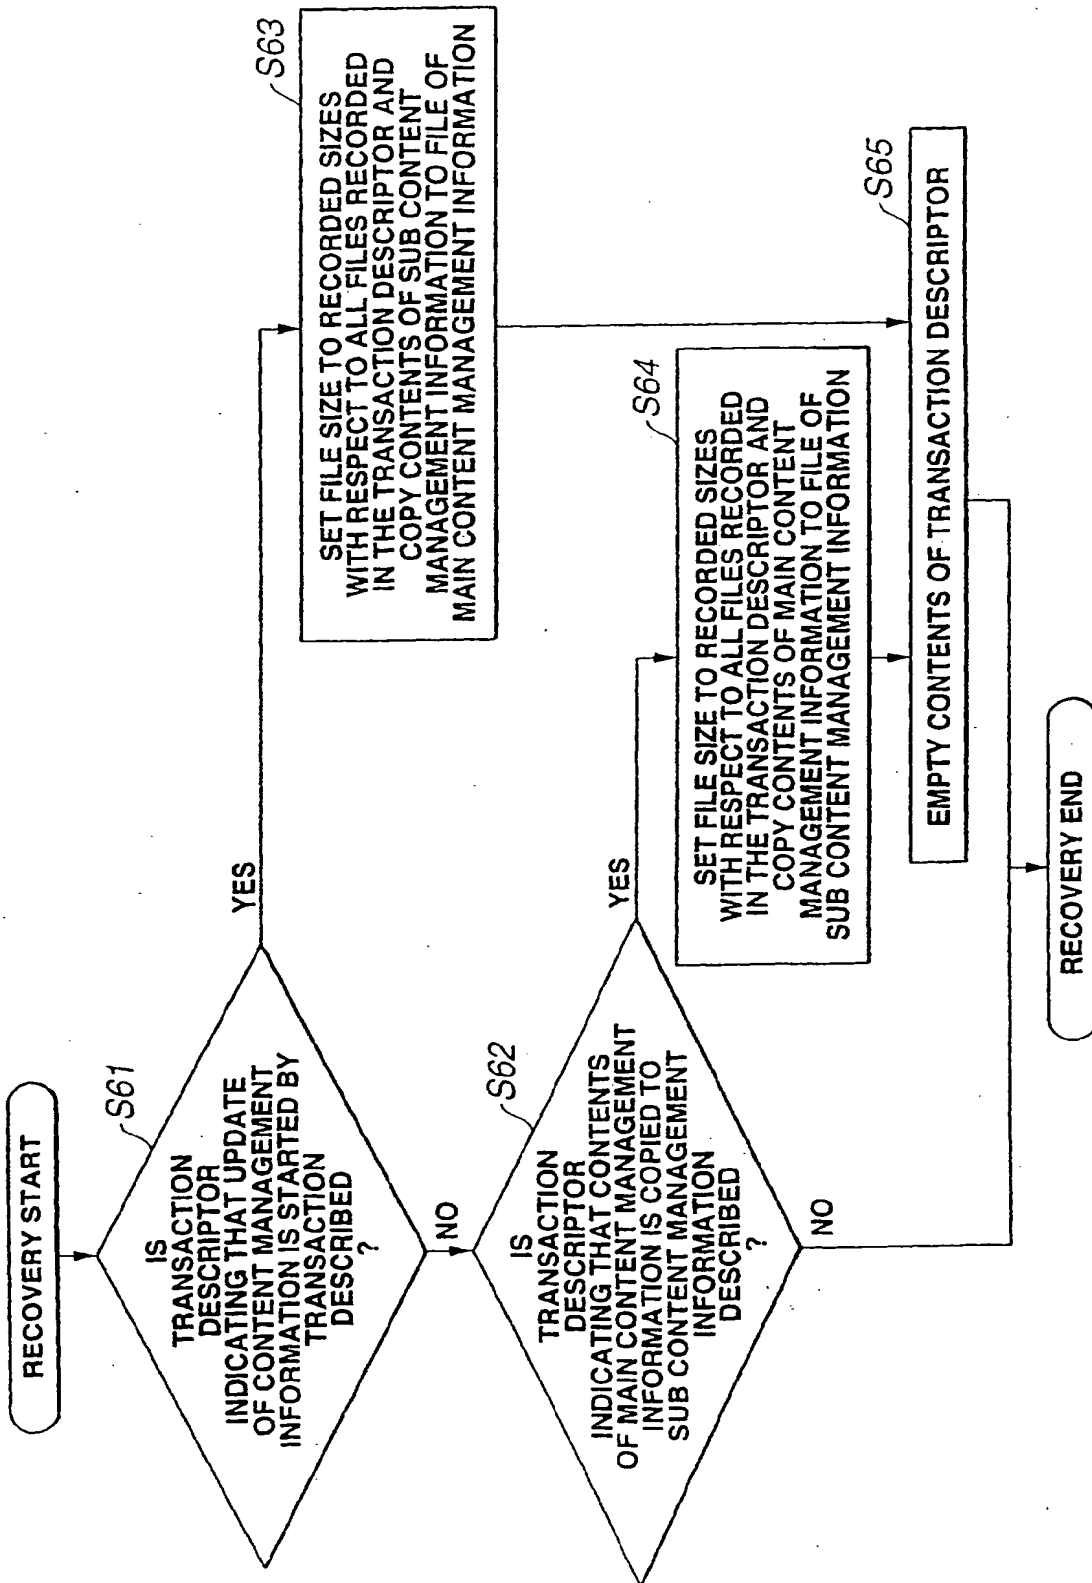 RECOVERY START
S61
IS
TRANSACTION
DESCRIPTOR
INDICATING THAT UPDATE
OF CONTENT MANAGEMENT
INFORMATION IS STARTED BY
TRANSACTION
DESCRIBED
?
YES
NO
S63
SET FILE SIZE TO RECORDED SIZES
WITH RESPECT TO ALL FILES RECORDED
IN THE TRANSACTION DESCRIPTOR AND
COPY CONTENTS OF SUB CONTENT
MANAGEMENT INFORMATION TO FILE OF
MAIN CONTENT MANAGEMENT INFORMATION
S62
IS
TRANSACTION
DESCRIPTOR
INDICATING THAT CONTENTS
OF MAIN CONTENT MANAGEMENT
INFORMATION IS COPIED TO
SUB CONTENT MANAGEMENT
INFORMATION
DESCRIBED
?
YES
NO
S64
SET FILE SIZE TO RECORDED SIZES
WITH RESPECT TO ALL FILES RECORDED
IN THE TRANSACTION DESCRIPTOR AND
COPY CONTENTS OF MAIN CONTENT
MANAGEMENT INFORMATION TO FILE OF
SUB CONTENT MANAGEMENT INFORMATION
S65
EMPTY CONTENTS OF TRANSACTION DESCRIPTOR
RECOVERY END